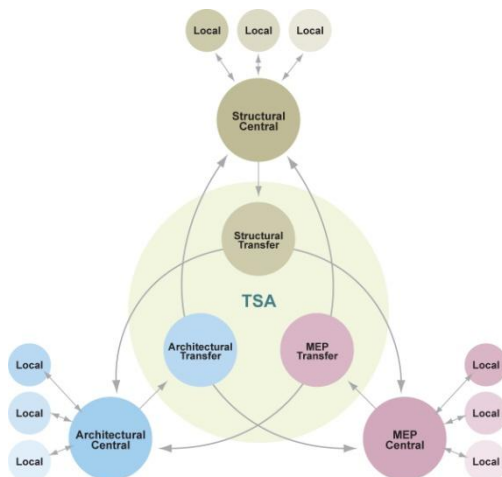 Local
Local
Local
Structural
Central
Structural
Transfer
TSA
Architectural
Transfer
MEP
Transfer
Local
Local
Local
Architectural
Central
Local
Local
Local
MEP
Central